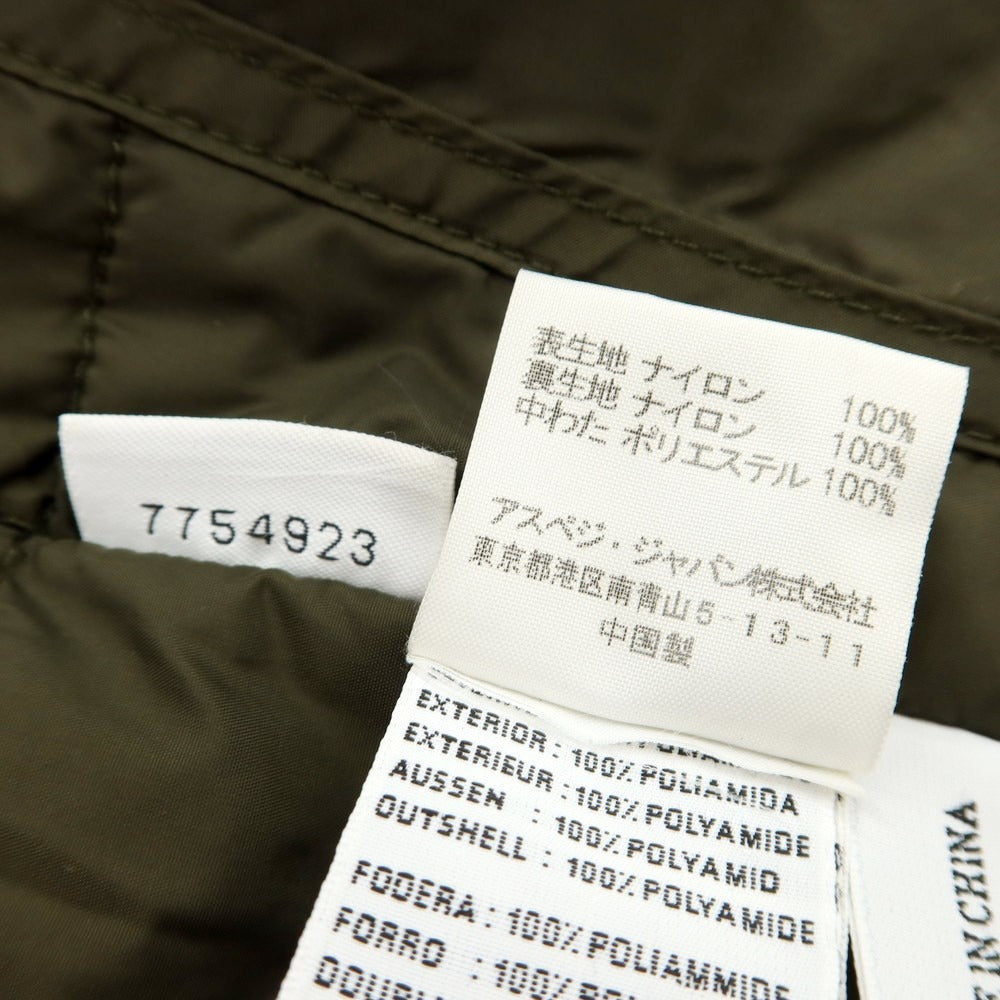 7754923
表生地 ナイロン 100%
裏生地 ナイロン 100%
中わた ポリエステル 100%
アスペジ・ジャパン株式会社
東京都港区南青山5-13-11
中国製
EXTERIOR: 100% POLIAMIDA
EXTERIEUR: 100% POLYAMIDE
AUSSEN : 100% POLYAMID
OUTSHELL : 100% POLYAMIDE
FODERA : 100% POLIAMMIDE
FORRO : 100%
IN CHINA